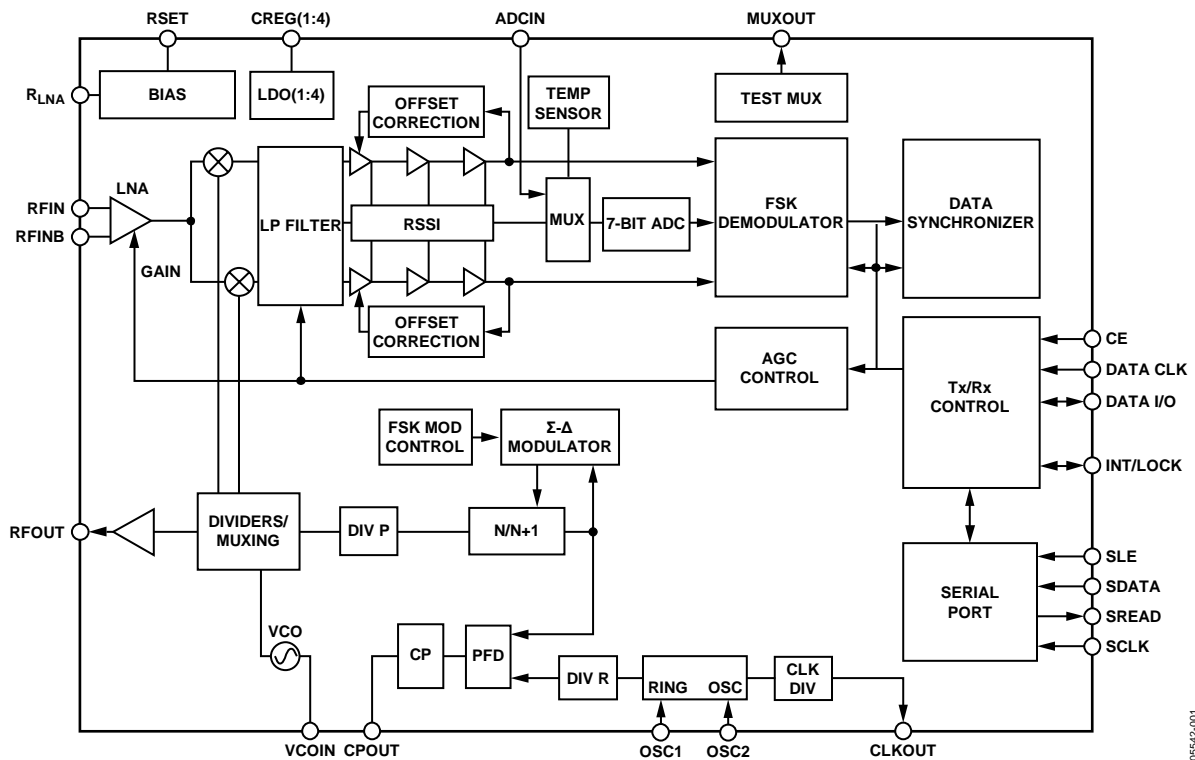 RSET
CREG(1:4)
ADCIN
MUXOUT
RLNA
BIAS
LDO(1:4)
OFFSET
CORRECTION
TEMP
SENSOR
TEST MUX
LNA
RFIN
RFINB
GAIN
LP FILTER
RSSI
MUX
7-BIT ADC
FSK
DEMODULATOR
DATA
SYNCHRONIZER
OFFSET
CORRECTION
AGC
CONTROL
Tx/Rx
CONTROL
CE
DATA CLK
DATA I/O
INT/LOCK
FSK MOD
CONTROL
Σ-Δ
MODULATOR
RFOUT
DIVIDERS/
MUXING
DIV P
N/N+1
SERIAL
PORT
SLE
SDATA
SREAD
SCLK
VCO
CP
PFD
DIV R
RING
OSC
CLK
DIV
VCOIN
CPOUT
OSC1
OSC2
CLKOUT
05542-001